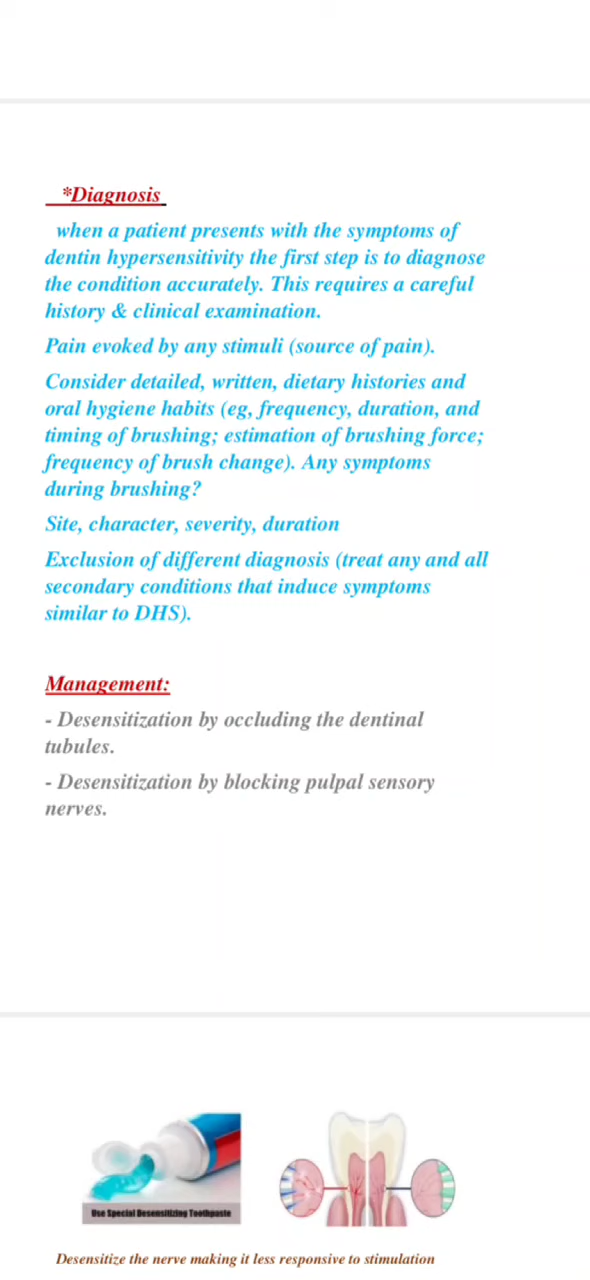 *Diagnosis
when a patient presents with the symptoms of
dentin hypersensitivity the first step is to diagnose
the condition accurately. This requires a careful
history & clinical examination.
Pain evoked by any stimuli (source of pain).
Consider detailed, written, dietary histories and
oral hygiene habits (eg, frequency, duration, and
timing of brushing; estimation of brushing force;
frequency of brush change). Any symptoms
during brushing?
Site, character, severity, duration
Exclusion of different diagnosis (treat any and all
secondary conditions that induce symptoms
similar to DHS).
Management:
- Desensitization by occluding the dentinal
tubules.
- Desensitization by blocking pulpal sensory
nerves.
Use Special Desensitizing Toothpaste
Desensitize the nerve making it less responsive to stimulation